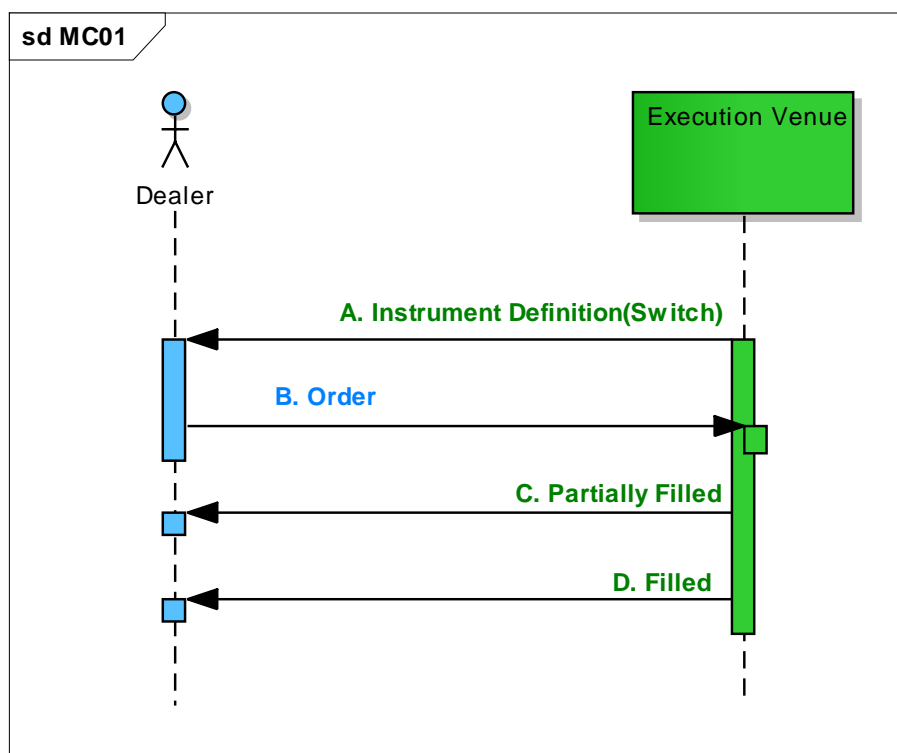 sd MC01
Execution Venue
Dealer
A. Instrument Definition(Switch)
B. Order
C. Partially Filled
D. Filled